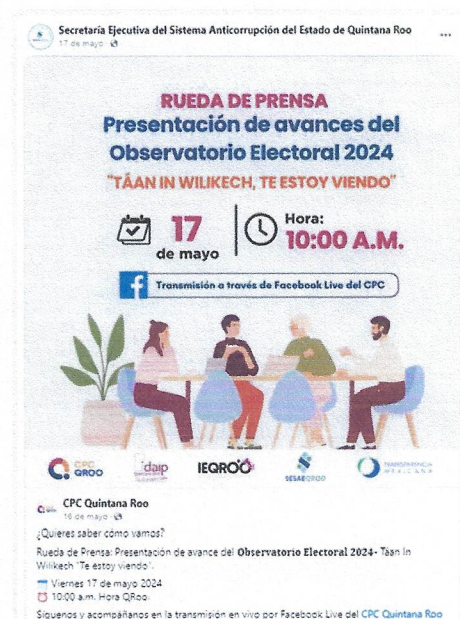 Secretaría Ejecutiva del Sistema Anticorrupción del Estado de Quintana Roo
17 de mayo
RUEDA DE PRENSA
Presentación de avances del
Observatorio Electoral 2024
"TÁAN IN WILIKECH, TE ESTOY VIENDO"
17
de mayo
Hora:
10:00 A.M.
Transmisión a través de Facebook Live del CPC
CPC
QROO
idaip
IEQROO
SESAEQROO
TRANSPARENCIA
MEXICANA
CPC Quintana Roo
16 de mayo
¿Quieres saber cómo vamos?
Rueda de Prensa: Presentación de avance del Observatorio Electoral 2024- Táan In
Wilikech "Te estoy viendo".
Viernes 17 de mayo 2024
10:00 a.m. Hora QRoo.
Síguenos y acompáñanos en la transmisión en vivo por Facebook Live del CPC Quintana Roo